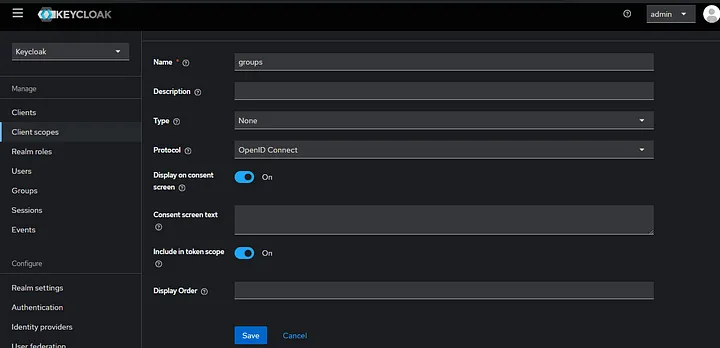 KEYCLOAK
admin
Keycloak
Manage
Clients
Client scopes
Realm roles
Users
Groups
Sessions
Events
Configure
Realm settings
Authentication
Identity providers
User federation
Name * groups
Description
Type None
Protocol OpenID Connect
Display on consent
screen On
Consent screen text
Include in token scope On
Display Order
Save Cancel